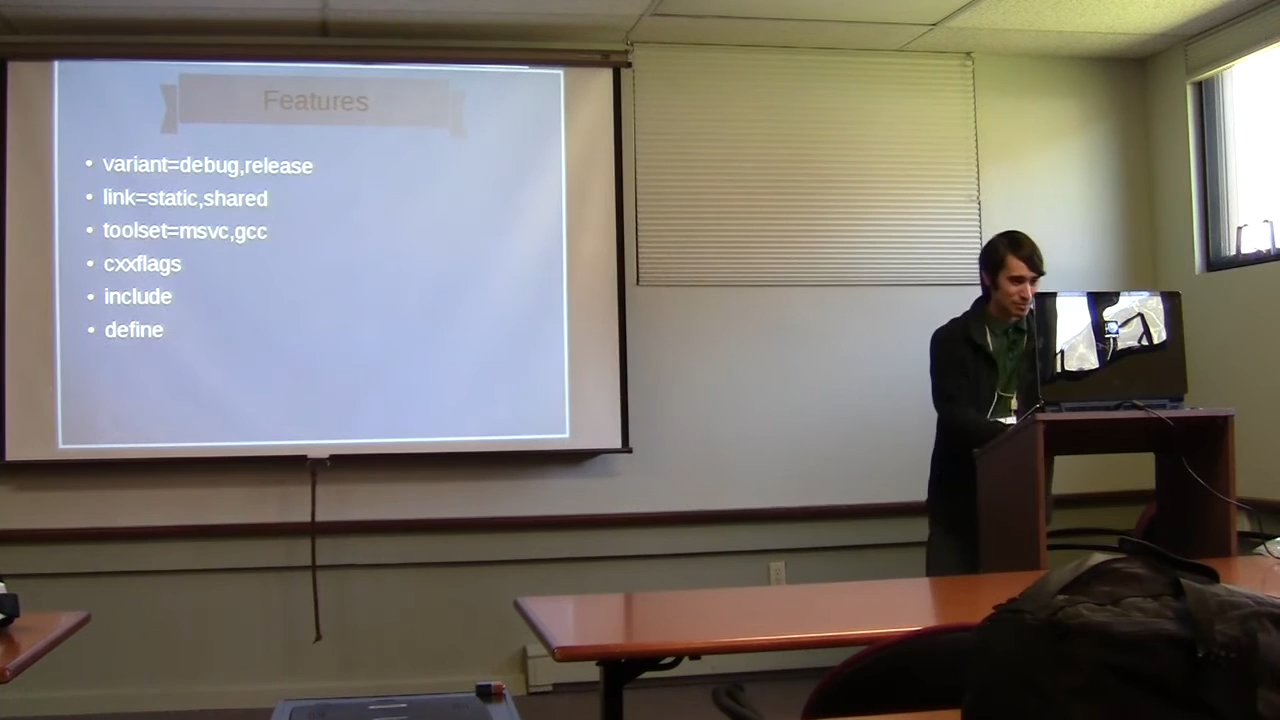 Features
• variant=debug,release
• link=static,shared
• toolset=msvc,gcc
• cxxflags
• include
• define